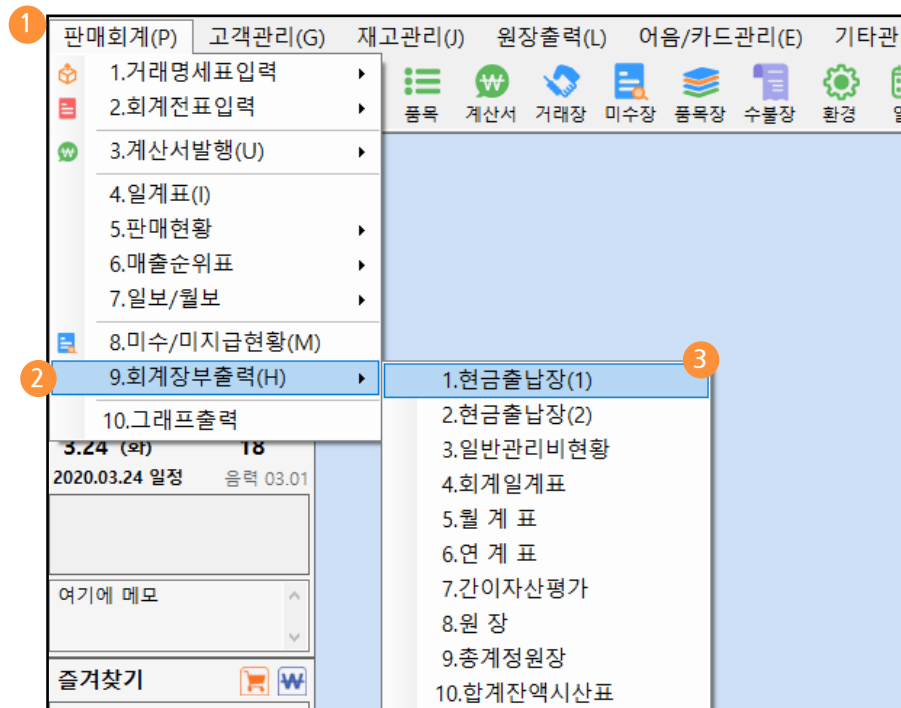 1
판매회계(P) 고객관리(G) 재고관리(J) 원장출력(L) 어음/카드관리(E) 기타관
1.거래명세표입력
2.회계전표입력
3.계산서발행(U)
4.일계표(I)
5.판매현황
6.매출순위표
7.일보/월보
8.미수/미지급현황(M)
2
9.회계장부출력(H)
10.그래프출력
품목 계산서 거래장 미수장 품목장 수불장 환경
3
1.현금출납장(1)
2.현금출납장(2)
3.일반관리비현황
4.회계일계표
5.월 계 표
6.연 계 표
7.간이자산평가
8.원 장
9.총계정원장
10.합계잔액시산표
3.24 (화) 18
2020.03.24 일정 음력 03.01
여기에 메모
즐겨찾기